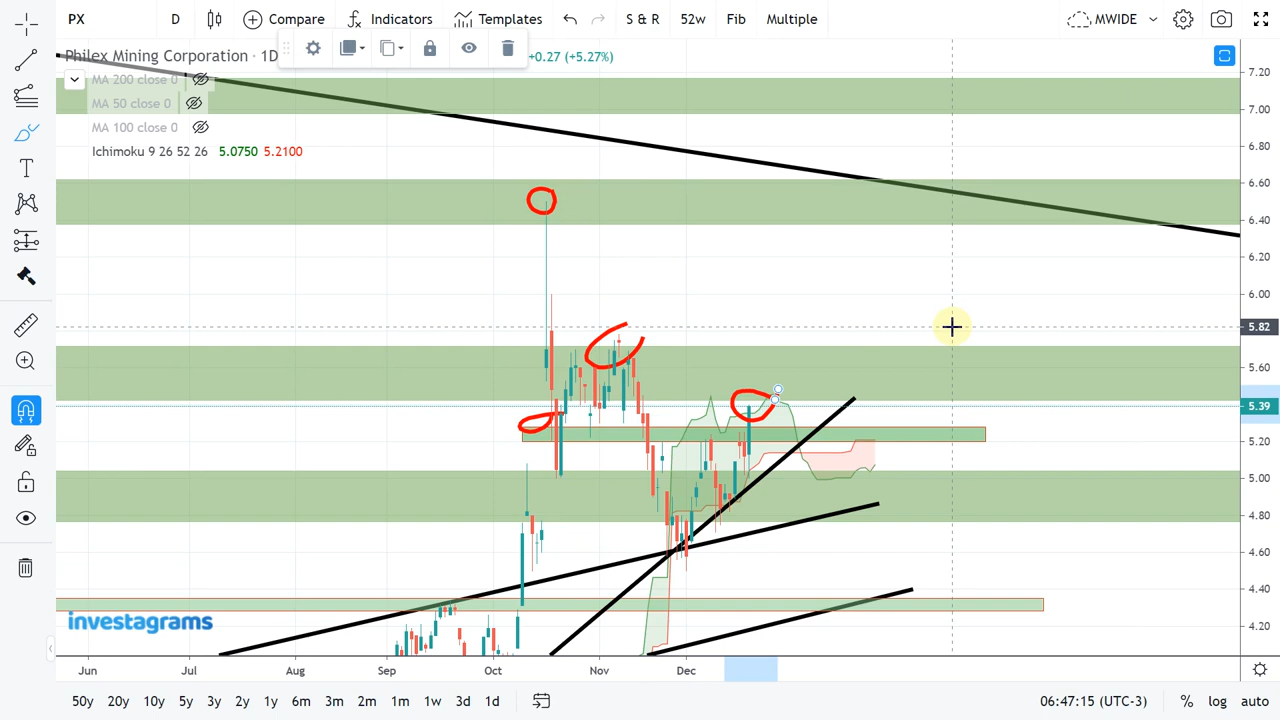 PX D Compare Indicators Templates S & R 52w Fib Multiple MWIDE
Philex Mining Corporation · 1D +0.27 (+5.27%)
MA 200 close 0
MA 50 close 0
MA 100 close 0
Ichimoku 9 26 52 26 5.0750 5.2100
7.20
7.00
6.80
6.60
6.40
6.20
6.00
5.82
5.60
5.39
5.20
5.00
4.80
4.60
4.40
4.20
investagrams
Jun Jul Aug Sep Oct Nov Dec
50y 20y 10y 5y 3y 2y 1y 6m 3m 2m 1m 1w 3d 1d 06:47:15 (UTC-3) % log auto